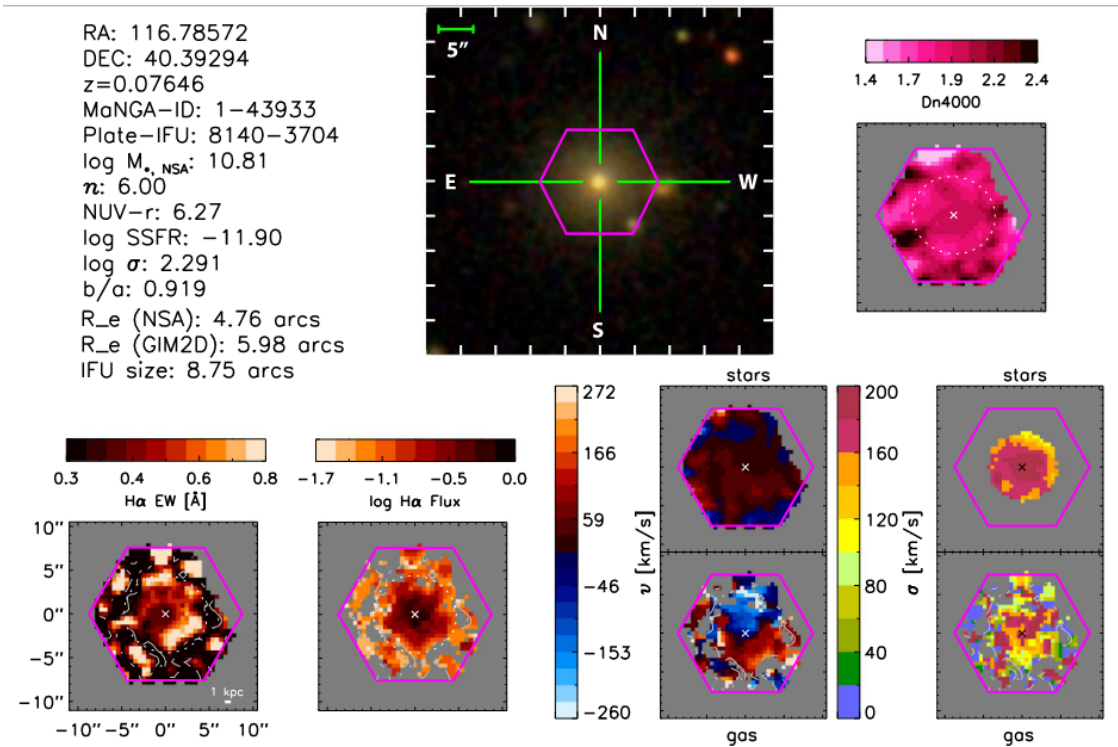 RA: 116.78572
DEC: 40.39294
z=0.07646
MaNGA-ID: 1-43933
Plate-IFU: 8140-3704
log M⋆, NSA: 10.81
n: 6.00
NUV-r: 6.27
log SSFR: -11.90
log σ: 2.291
b/a: 0.919
R_e (NSA): 4.76 arcs
R_e (GIM2D): 5.98 arcs
IFU size: 8.75 arcs
5″
N
E
W
S
1.4 1.7 1.9 2.2 2.4
Dn4000
0.3 0.4 0.6 0.7 0.8
Hα EW [Å]
10″
5″
0″
-5″
-10″
1 kpc
-10″ -5″ 0″ 5″ 10″
-1.7 -1.1 -0.5 0.0
log Hα Flux
272
166
59
-46
-153
-260
v [km/s]
stars
gas
200
160
120
80
40
0
σ [km/s]
stars
gas